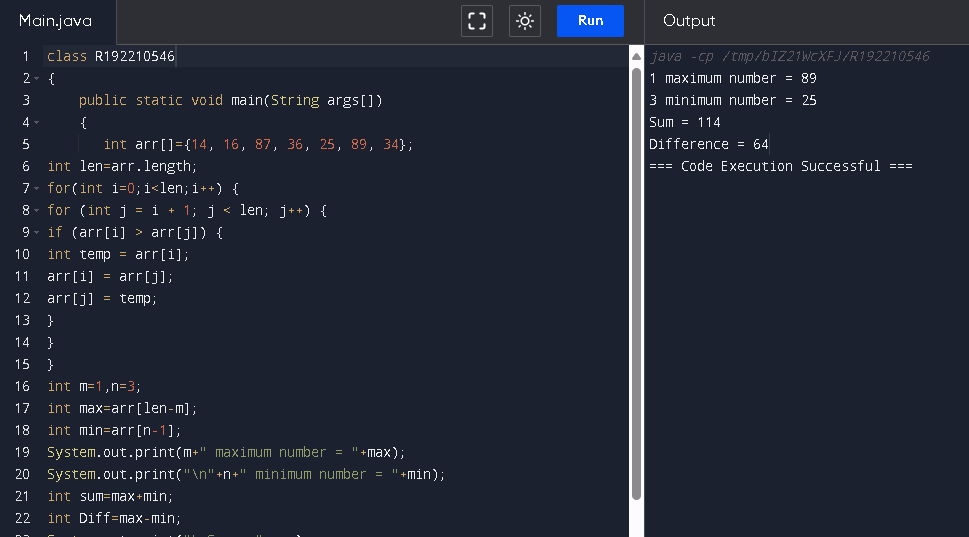 Main.java
Run
Output
1 class R192210546
2 {
3     public static void main(String args[])
4     {
5        int arr[]={14, 16, 87, 36, 25, 89, 34};
6 int len=arr.length;
7 for(int i=0;i<len;i++) {
8 for (int j = i + 1; j < len; j++) {
9 if (arr[i] > arr[j]) {
10 int temp = arr[i];
11 arr[i] = arr[j];
12 arr[j] = temp;
13 }
14 }
15 }
16 int m=1,n=3;
17 int max=arr[len-m];
18 int min=arr[n-1];
19 System.out.print(m+" maximum number = "+max);
20 System.out.print("\n"+n+" minimum number = "+min);
21 int sum=max+min;
22 int Diff=max-min;
java -cp /tmp/bIZ21WcXFJ/R192210546
1 maximum number = 89
3 minimum number = 25
Sum = 114
Difference = 64
=== Code Execution Successful ===